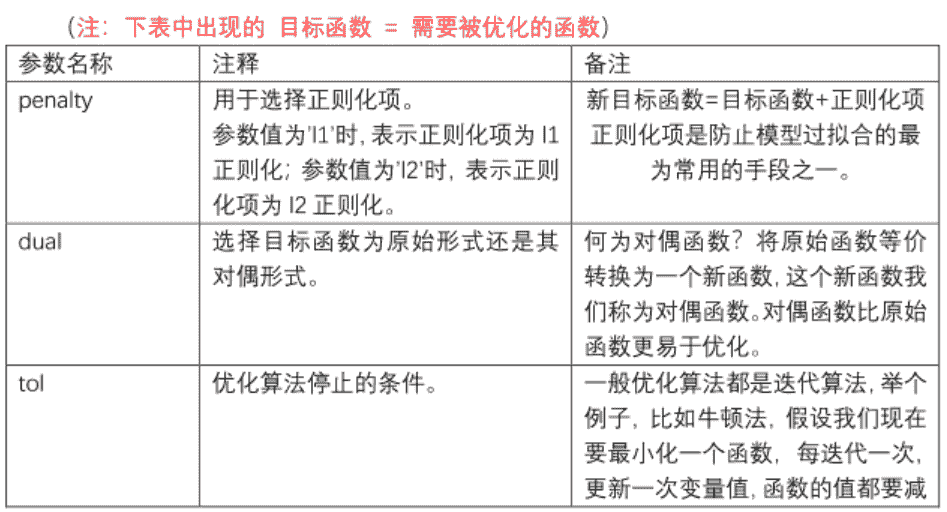 (注: 下表中出现的 目标函数 = 需要被优化的函数)
参数名称 注释 备注
penalty 用于选择正则化项。 新目标函数=目标函数+正则化项
参数值为'l1'时, 表示正则化项为 l1 正则化项是防止模型过拟合的最
正则化; 参数值为'l2'时, 表示正则 为常用的手段之一。
化项为 l2 正则化。
dual 选择目标函数为原始形式还是其 何为对偶函数? 将原始函数等价
对偶形式。 转换为一个新函数, 这个新函数我
们称为对偶函数。对偶函数比原始
函数更易于优化。
tol 优化算法停止的条件。 一般优化算法都是迭代算法, 举个
例子, 比如牛顿法, 假设我们现在
要最小化一个函数, 每迭代一次,
更新一次变量值, 函数的值都要减